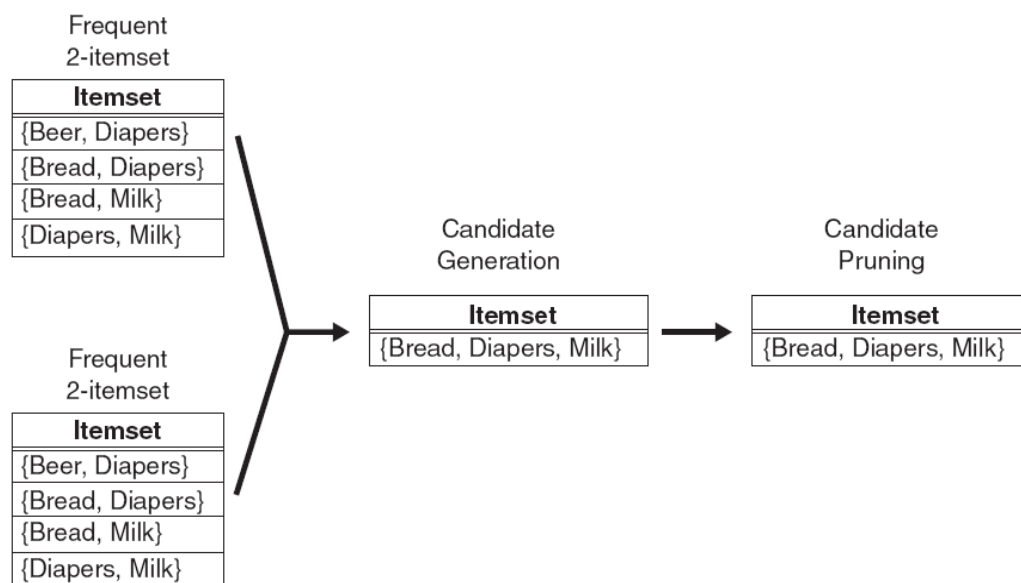 Frequent
2-itemset
Itemset
{Beer, Diapers}
{Bread, Diapers}
{Bread, Milk}
{Diapers, Milk}
Frequent
2-itemset
Itemset
{Beer, Diapers}
{Bread, Diapers}
{Bread, Milk}
{Diapers, Milk}
Candidate
Generation
Itemset
{Bread, Diapers, Milk}
Candidate
Pruning
Itemset
{Bread, Diapers, Milk}